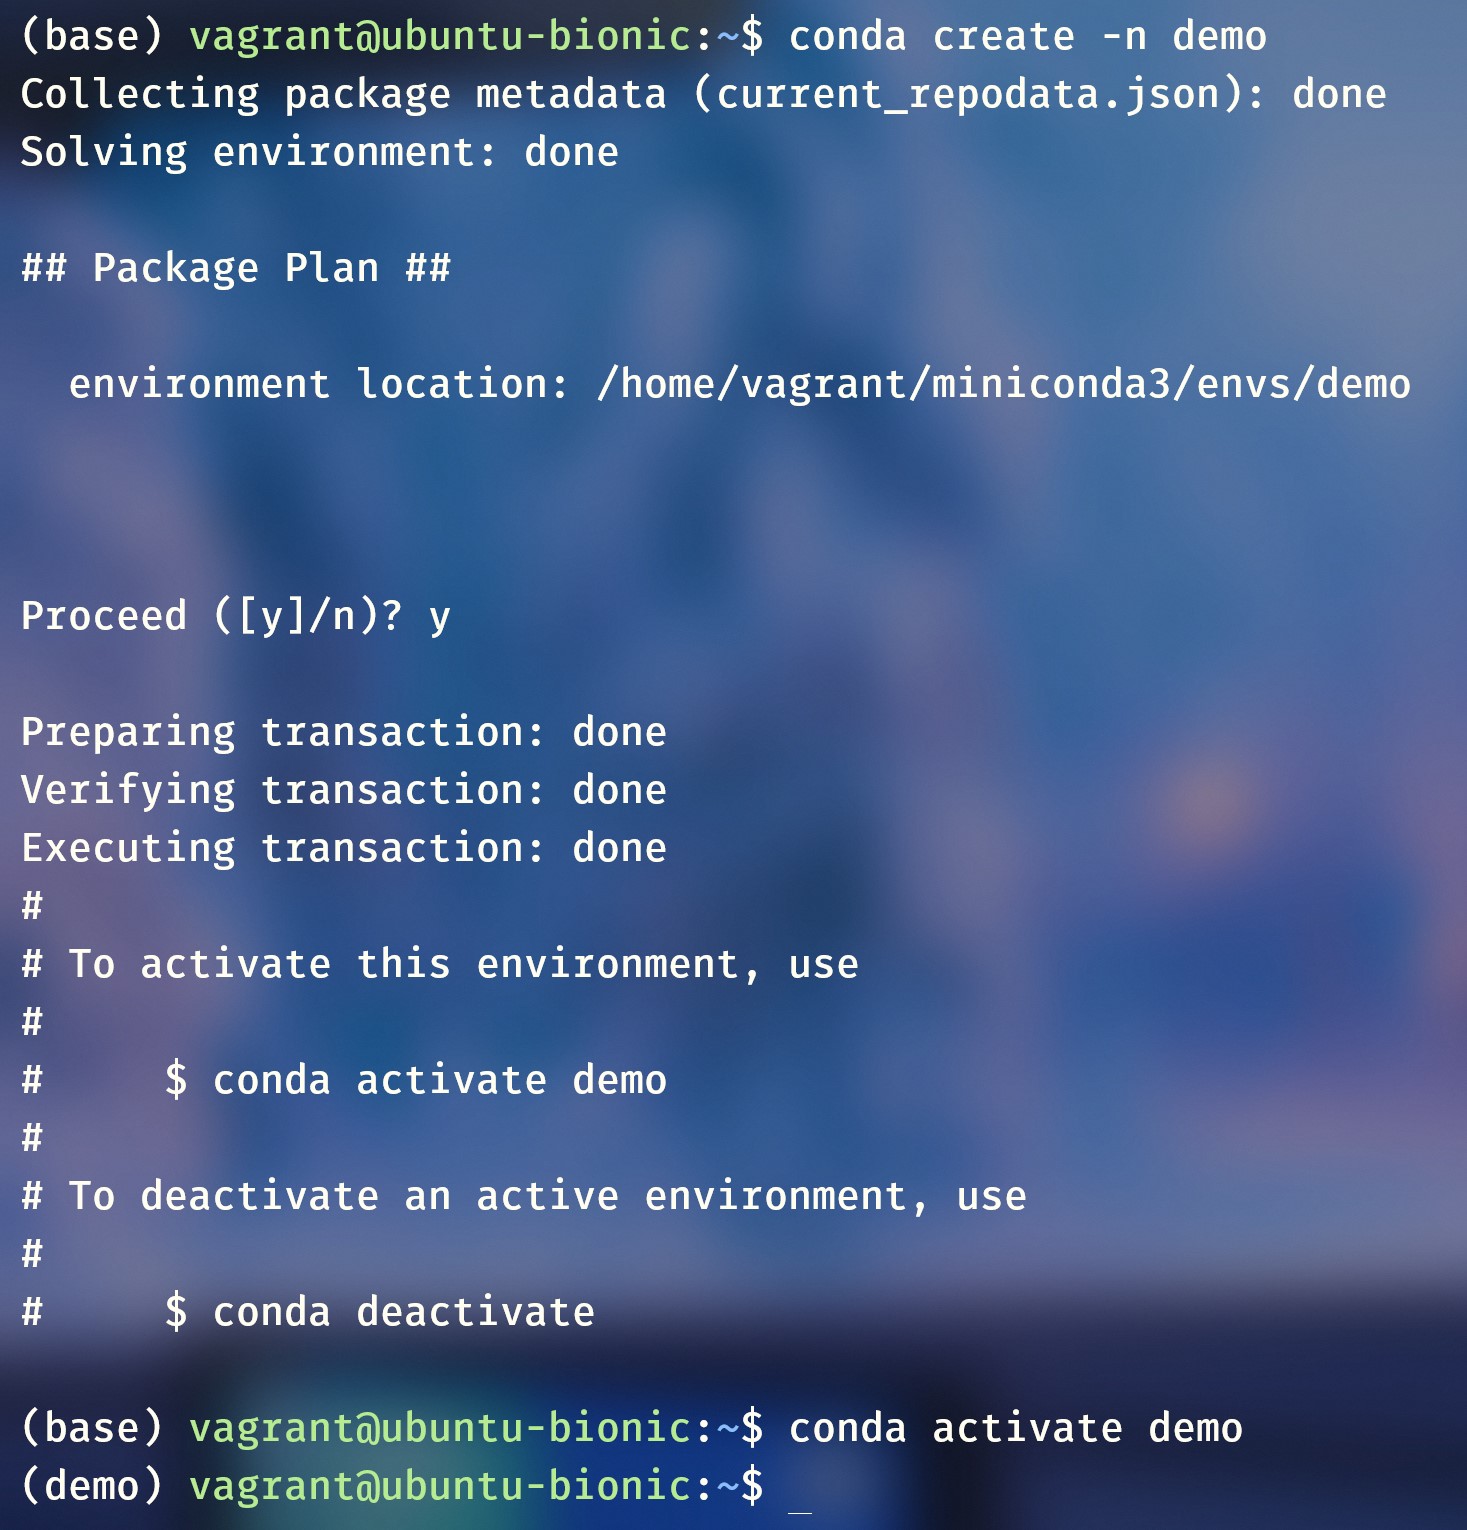 (base) vagrant@ubuntu-bionic:~$ conda create -n demo
Collecting package metadata (current_repodata.json): done
Solving environment: done
## Package Plan ##
environment location: /home/vagrant/miniconda3/envs/demo
Proceed ([y]/n)? y
Preparing transaction: done
Verifying transaction: done
Executing transaction: done
#
# To activate this environment, use
#
#     $ conda activate demo
#
# To deactivate an active environment, use
#
#     $ conda deactivate
(base) vagrant@ubuntu-bionic:~$ conda activate demo
(demo) vagrant@ubuntu-bionic:~$ _